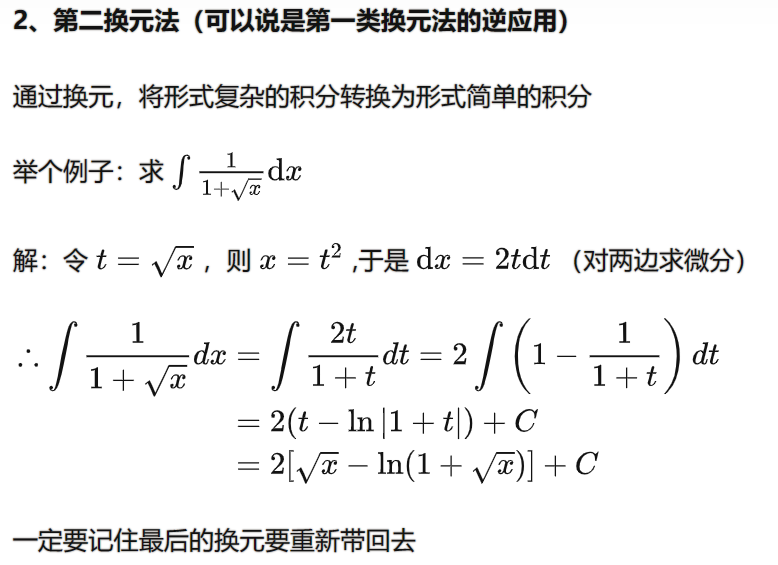 2、第二换元法（可以说是第一类换元法的逆应用）
通过换元，将形式复杂的积分转换为形式简单的积分
举个例子：求 $\int \frac{1}{1+\sqrt{x}} \mathrm{d}x$
解：令 $t = \sqrt{x}$ ，则 $x = t^2$ ,于是 $\mathrm{d}x = 2t\mathrm{d}t$ （对两边求微分）
$\therefore \int \frac{1}{1+\sqrt{x}} dx = \int \frac{2t}{1+t} dt = 2 \int \left(1 - \frac{1}{1+t}\right) dt$
$= 2(t - \ln|1+t|) + C$
$= 2[\sqrt{x} - \ln(1+\sqrt{x})] + C$
一定要记住最后的换元要重新带回去